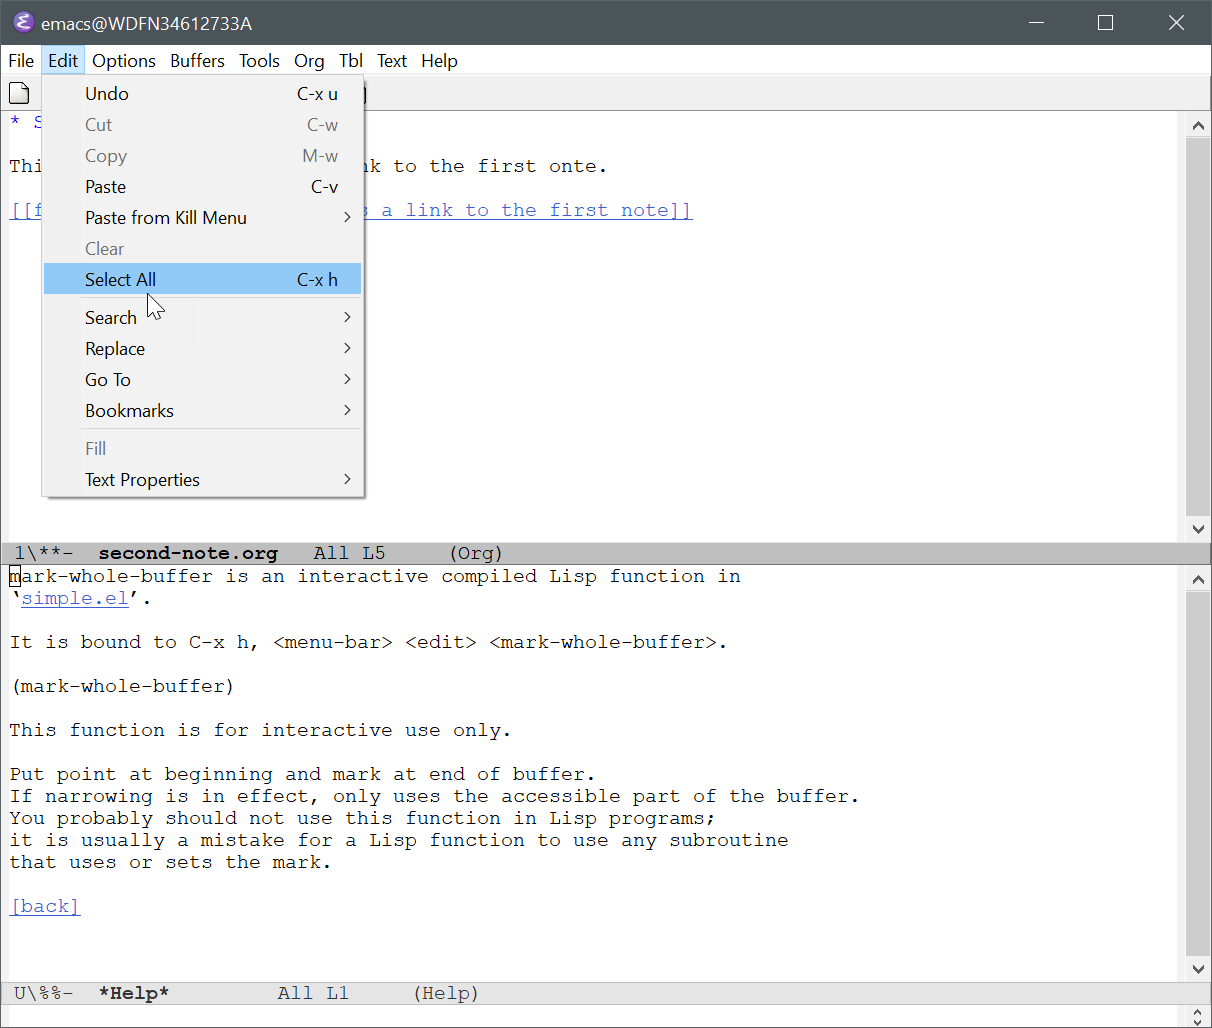 emacs@WDFN34612733A
File Edit Options Buffers Tools Org Tbl Text Help
Undo C-x u
* S
Cut C-w
Copy M-w
Thi nk to the first onte.
Paste C-v
[[f s a link to the first note]]
Paste from Kill Menu
Clear
Select All C-x h
Search
Replace
Go To
Bookmarks
Fill
Text Properties
1\**- second-note.org All L5 (Org)
mark-whole-buffer is an interactive compiled Lisp function in
‘simple.el’.
It is bound to C-x h, <menu-bar> <edit> <mark-whole-buffer>.
(mark-whole-buffer)
This function is for interactive use only.
Put point at beginning and mark at end of buffer.
If narrowing is in effect, only uses the accessible part of the buffer.
You probably should not use this function in Lisp programs;
it is usually a mistake for a Lisp function to use any subroutine
that uses or sets the mark.
[back]
U\%%- *Help* All L1 (Help)